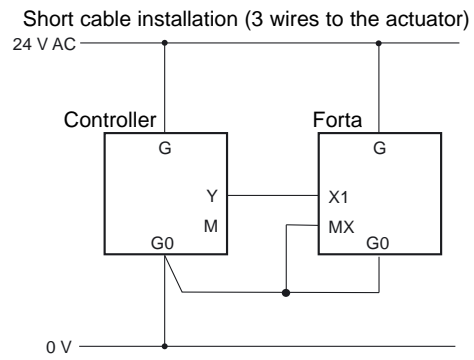 Short cable installation (3 wires to the actuator)
24 V AC
Controller
Forta
G
G
Y
X1
M
MX
G0
G0
0 V